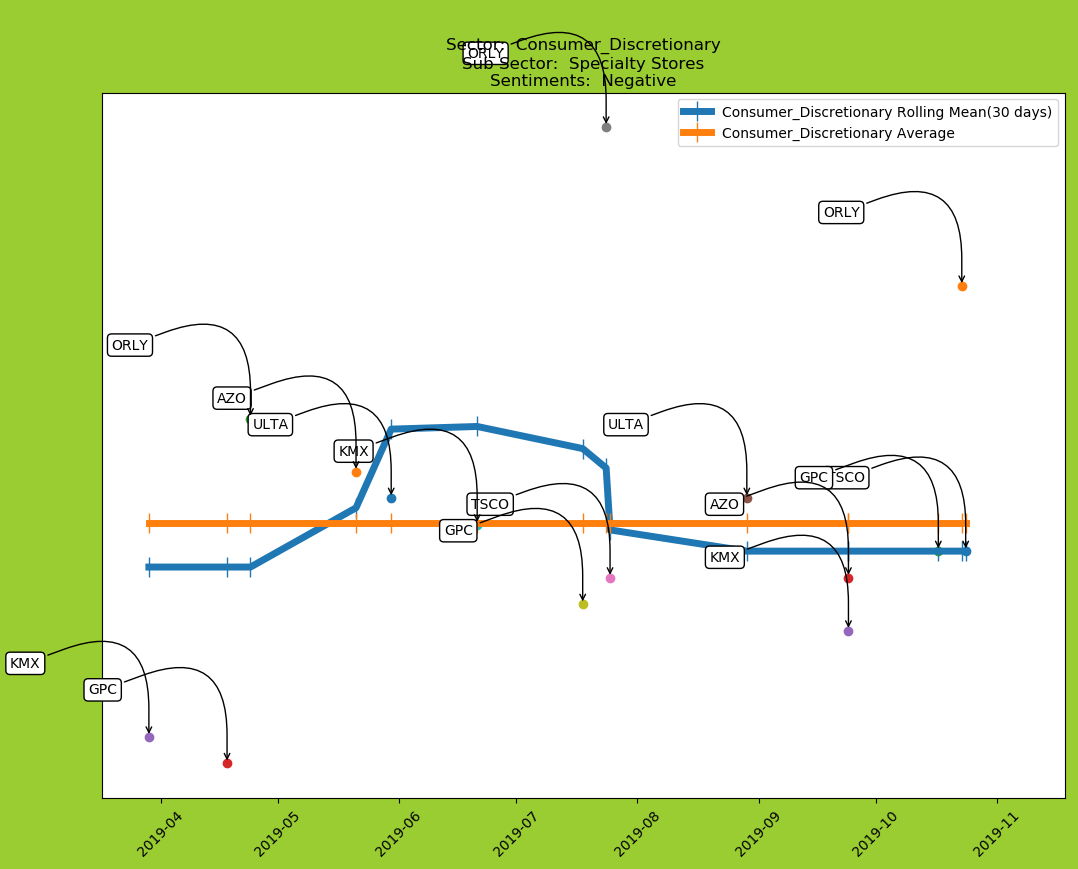 ORLY
Sector:  Consumer_Discretionary
Sub Sector:  Specialty Stores
Sentiments:  Negative
Consumer_Discretionary Rolling Mean(30 days)
Consumer_Discretionary Average
ORLY
ORLY
AZO
ULTA
ULTA
KMX
GPC
TSCO
TSCO
AZO
GPC
KMX
KMX
GPC
2019-04
2019-05
2019-06
2019-07
2019-08
2019-09
2019-10
2019-11